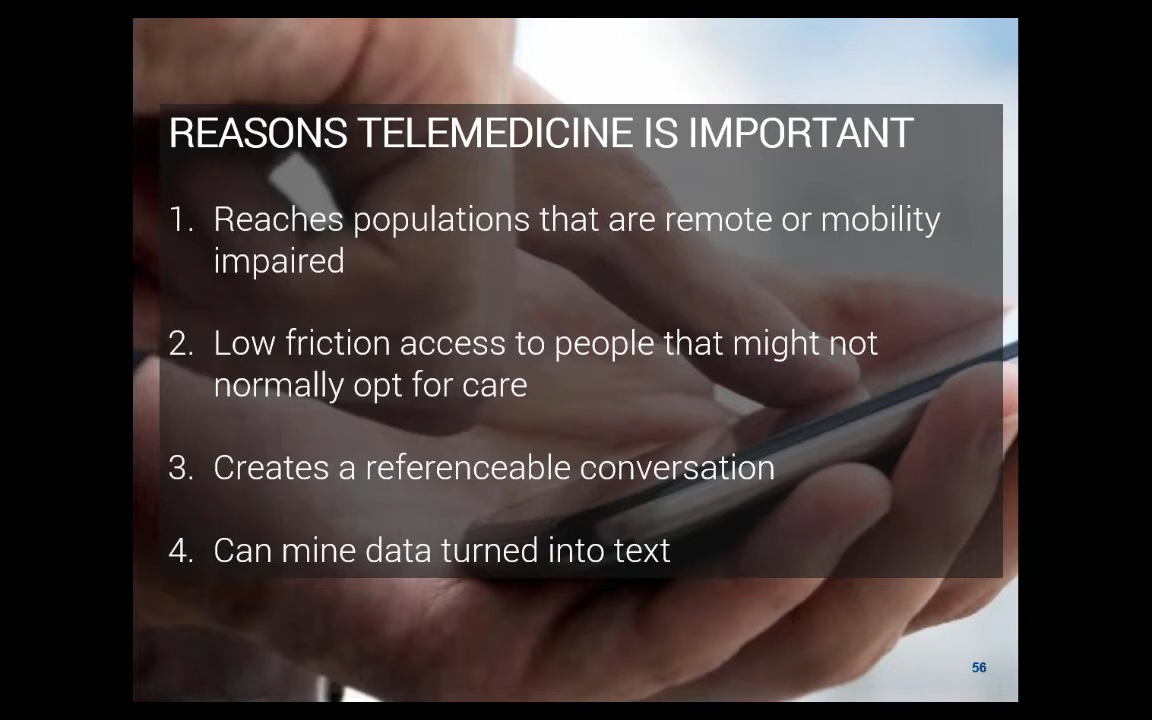 REASONS TELEMEDICINE IS IMPORTANT
1. Reaches populations that are remote or mobility
impaired
2. Low friction access to people that might not
normally opt for care
3. Creates a referenceable conversation
4. Can mine data turned into text
56